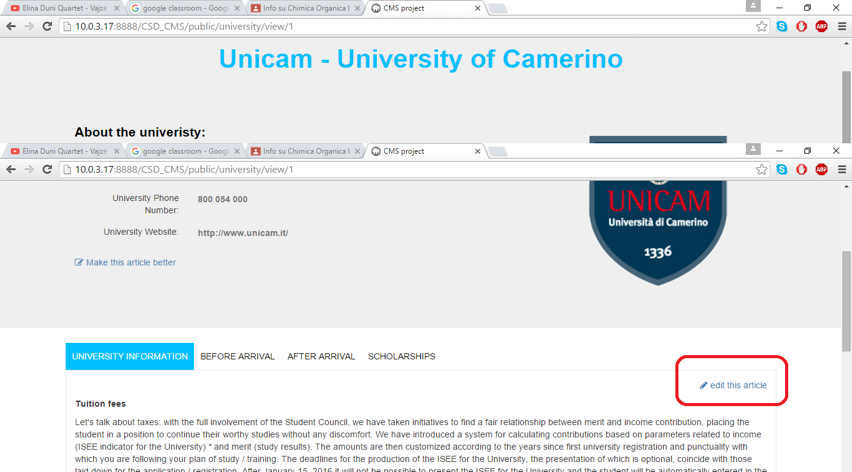 Elina Duni Quartet - Vajzë
google classroom - Googl
Info su Chimica Organica I
CMS project
10.0.3.17:8888/CSD_CMS/public/university/view/1
ABP
Unicam - University of Camerino
About the univeristy:
Elina Duni Quartet - Vajzë
google classroom - Googl
Info su Chimica Organica I
CMS project
10.0.3.17:8888/CSD_CMS/public/university/view/1
ABP
University Phone
Number:
800 054 000
University Website:
http://www.unicam.it/
Make this article better
UNICAM
Università di Camerino
1336
UNIVERSITY INFORMATION
BEFORE ARRIVAL
AFTER ARRIVAL
SCHOLARSHIPS
edit this article
Tuition fees
Let's talk about taxes: with the full involvement of the Student Council, we have taken initiatives to find a fair relationship between merit and income contribution, placing the
student in a position to continue their worthy studies without any discomfort. We have introduced a system for calculating contributions based on parameters related to income
(ISEE indicator for the University) " and merit (study results). The amounts are then customized according to the years since first university registration and punctuality with
which you are following your plan of study / training. The deadlines for the production of the ISEE for the University, the presentation of which is optional, coincide with those
laid down for the application / registration. After January 15, 2016 it will not be possible to present the ISEE for the University and the student will be automatically entered in the